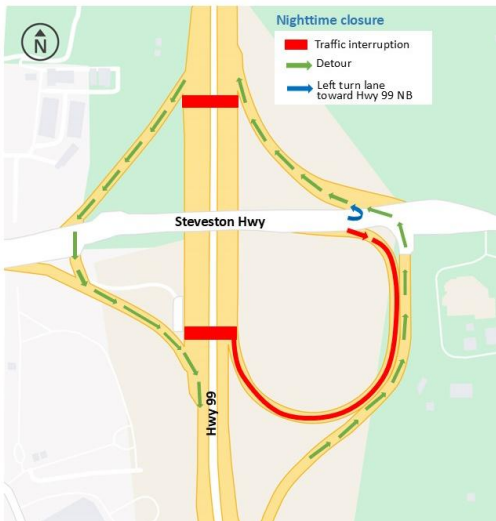 Nighttime closure
N
Traffic interruption
Detour
Left turn lane
toward Hwy 99 NB
Steveston Hwy
Hwy 99